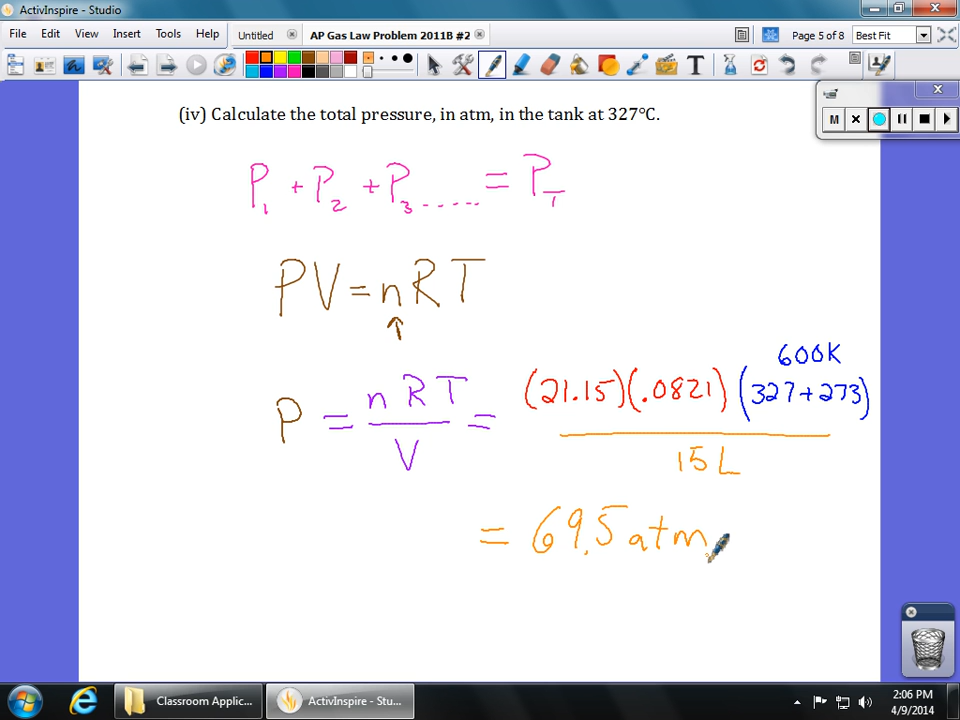 ActivInspire - Studio
File Edit View Insert Tools Help
Untitled
AP Gas Law Problem 2011B #2
Page 5 of 8
Best Fit
M
(iv) Calculate the total pressure, in atm, in the tank at 327°C.
P₁ + P₂ + P₃ ..... = P_T
PV = nRT
↑
600K
P = nRT/V = (21.15)(.0821)(327+273)
15 L
= 69.5 atm
Classroom Applic...
ActivInspire - Stu...
2:06 PM
4/9/2014